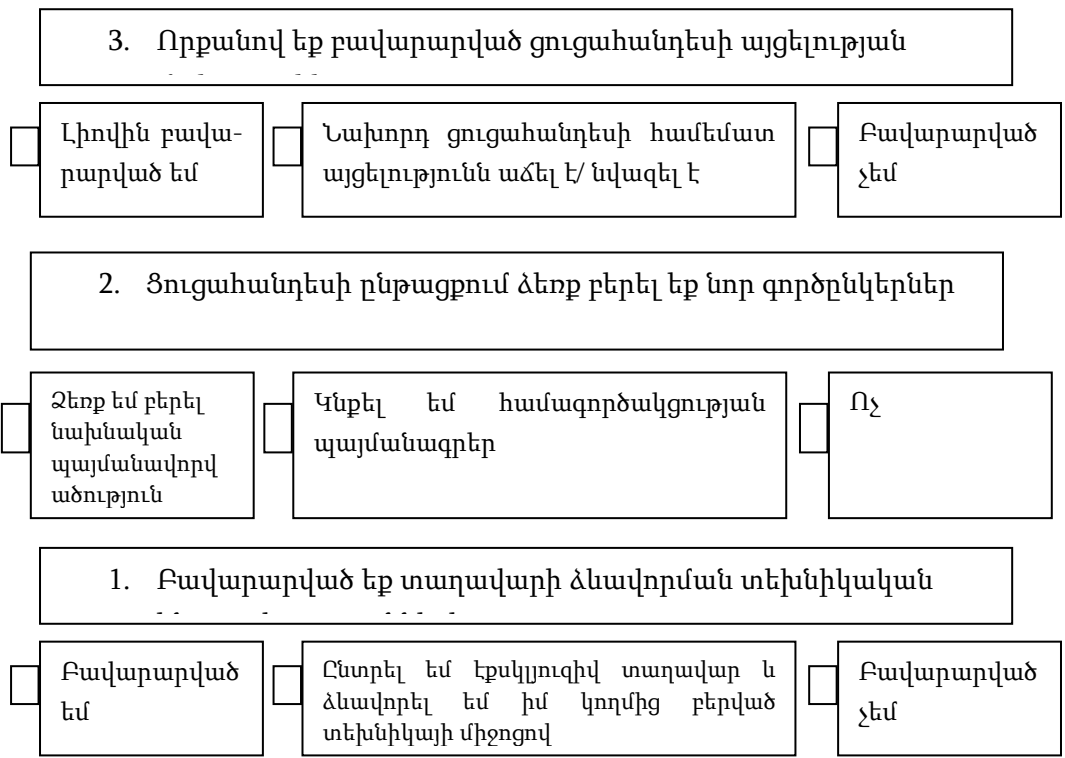 3. Որքանով եք բավարարված ցուցահանդեսի այցելության
Լիովին բավա-
րարված եմ
Նախորդ ցուցահանդեսի համեմատ
այցելությունն աճել է/ նվազել է
Բավարարված
չեմ
2. Ցուցահանդեսի ընթացքում ձեռք բերել եք նոր գործընկերներ
Ձեռք եմ բերել
նախնական
պայմանավորվ
ածություն
Կնքել եմ համագործակցության
պայմանագրեր
Ոչ
1. Բավարարված եք տաղավարի ձևավորման տեխնիկական
Բավարարված
եմ
Ընտրել եմ էքսկլյուզիվ տաղավար և
ձևավորել եմ իմ կողմից բերված
տեխնիկայի միջոցով
Բավարարված
չեմ